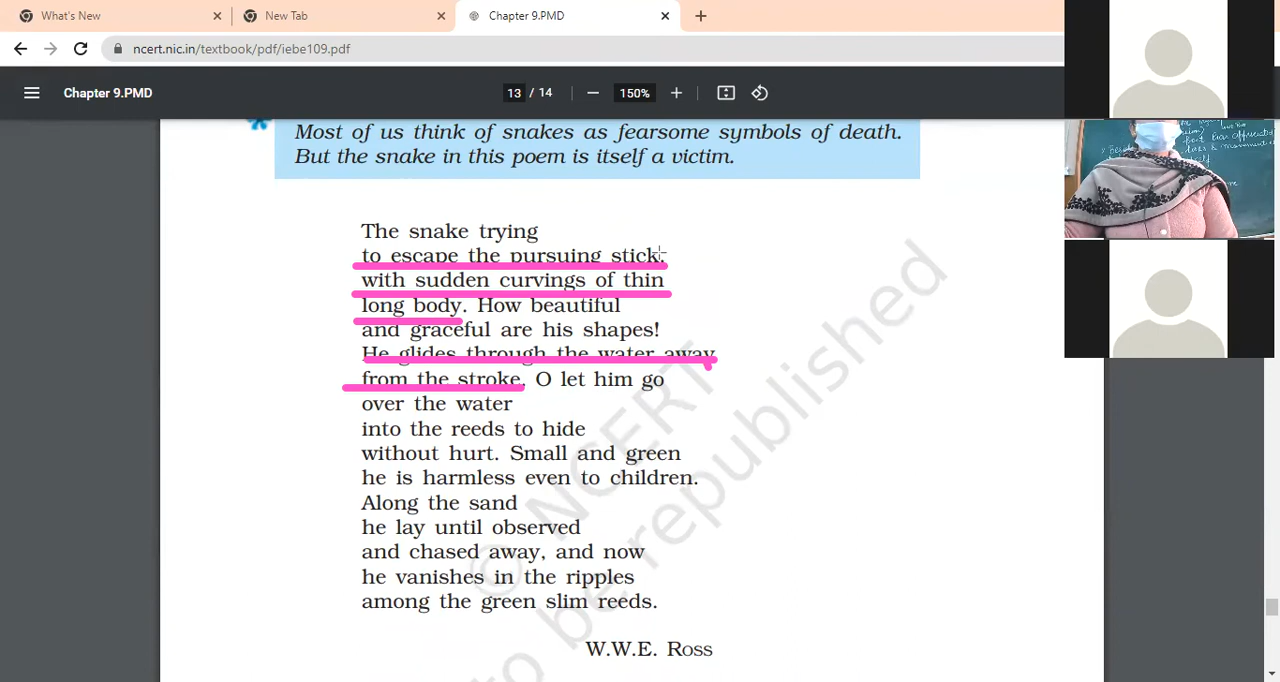 What's New
New Tab
Chapter 9.PMD
ncert.nic.in/textbook/pdf/iebe109.pdf
Chapter 9.PMD
13 / 14
150%
Most of us think of snakes as fearsome symbols of death.
But the snake in this poem is itself a victim.
The snake trying
to escape the pursuing stick,
with sudden curvings of thin
long body. How beautiful
and graceful are his shapes!
He glides through the water away
from the stroke. O let him go
over the water
into the reeds to hide
without hurt. Small and green
he is harmless even to children.
Along the sand
he lay until observed
and chased away, and now
he vanishes in the ripples
among the green slim reeds.
W.W.E. Ross
© NCERT
to be republished